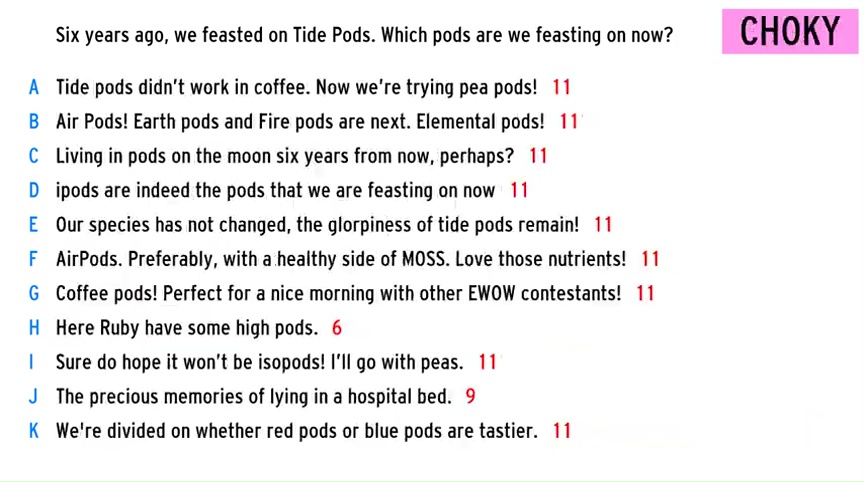 Six years ago, we feasted on Tide Pods. Which pods are we feasting on now?
CHOKY
A Tide pods didn't work in coffee. Now we're trying pea pods! 11
B Air Pods! Earth pods and Fire pods are next. Elemental pods! 11
C Living in pods on the moon six years from now, perhaps? 11
D ipods are indeed the pods that we are feasting on now 11
E Our species has not changed, the glorpiness of tide pods remain! 11
F AirPods. Preferably, with a healthy side of MOSS. Love those nutrients! 11
G Coffee pods! Perfect for a nice morning with other EWOW contestants! 11
H Here Ruby have some high pods. 6
I Sure do hope it won't be isopods! I'll go with peas. 11
J The precious memories of lying in a hospital bed. 9
K We're divided on whether red pods or blue pods are tastier. 11